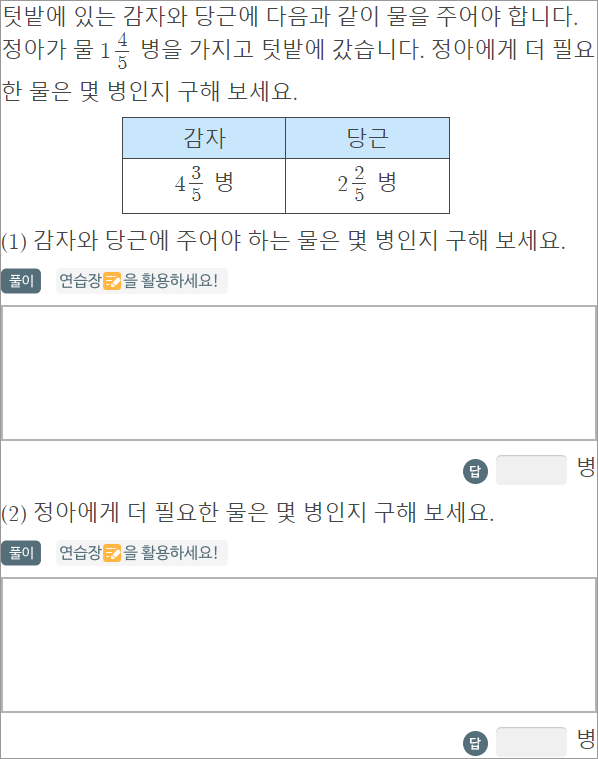 텃밭에 있는 감자와 당근에 다음과 같이 물을 주어야 합니다.
정아가 물 1 4/5 병을 가지고 텃밭에 갔습니다. 정아에게 더 필요
한 물은 몇 병인지 구해 보세요.
감자 당근
4 3/5 병 2 2/5 병
(1) 감자와 당근에 주어야 하는 물은 몇 병인지 구해 보세요.
풀이 연습장을 활용하세요!
답 병
(2) 정아에게 더 필요한 물은 몇 병인지 구해 보세요.
풀이 연습장을 활용하세요!
답 병